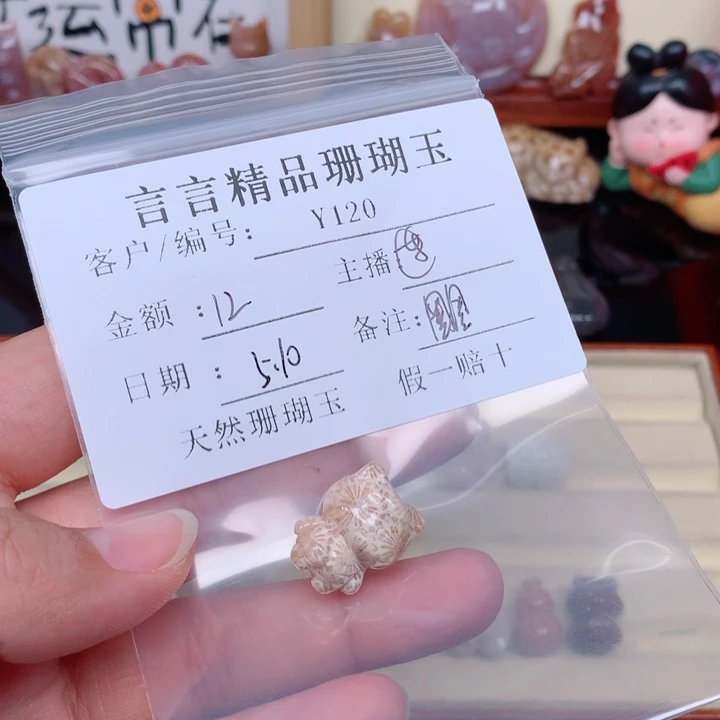 言言精品珊瑚玉
客户/编号: Y120
主播:
金额:12
备注:
日期:5.10
天然珊瑚玉 假一赔十